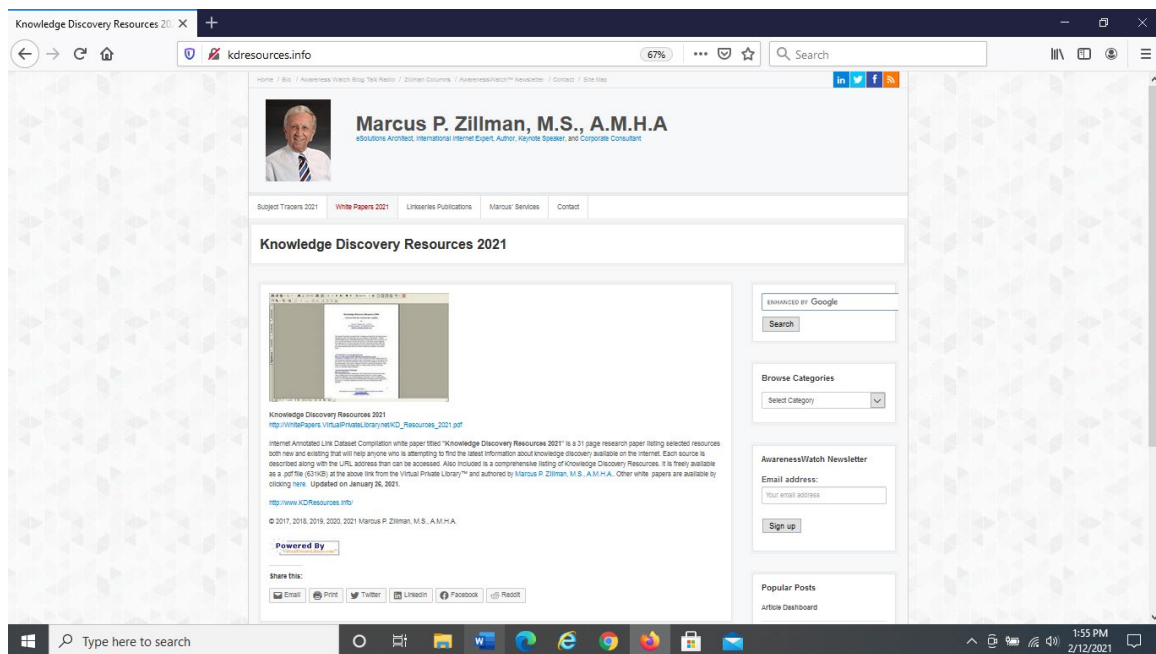 Knowledge Discovery Resources 20
kdresources.info
67%
Search
Home / Bio / Awareness Watch Blog Talk Radio / Zillman Columns / AwarenessWatch™ Newsletter / Contact / Site Map
Marcus P. Zillman, M.S., A.M.H.A
eSolutions Architect, International Internet Expert, Author, Keynote Speaker, and Corporate Consultant
Subject Tracers 2021 White Papers 2021 Linkseries Publications Marcus' Services Contact
Knowledge Discovery Resources 2021
Knowledge Discovery Resources 2021
http://WhitePapers.VirtualPrivateLibrary.net/KD_Resources_2021.pdf
Internet Annotated Link Dataset Compilation white paper titled "Knowledge Discovery Resources 2021" is a 31 page research paper listing selected resources
both new and existing that will help anyone who is attempting to find the latest information about knowledge discovery available on the Internet. Each source is
described along with the URL address than can be accessed. Also included is a comprehensive listing of Knowledge Discovery Resources. It is freely available
as a .pdf file (631KB) at the above link from the Virtual Private Library™ and authored by Marcus P. Zillman, M.S., A.M.H.A.. Other white papers are available by
clicking here. Updated on January 26, 2021.
http://www.KDResources.info/
© 2017, 2018, 2019, 2020, 2021 Marcus P. Zillman, M.S., A.M.H.A.
Powered By
Share this:
Email Print Twitter LinkedIn Facebook Reddit
ENHANCED BY Google
Search
Browse Categories
Select Category
AwarenessWatch Newsletter
Email address:
Your email address
Sign up
Popular Posts
Article Dashboard
Type here to search
1:55 PM
2/12/2021